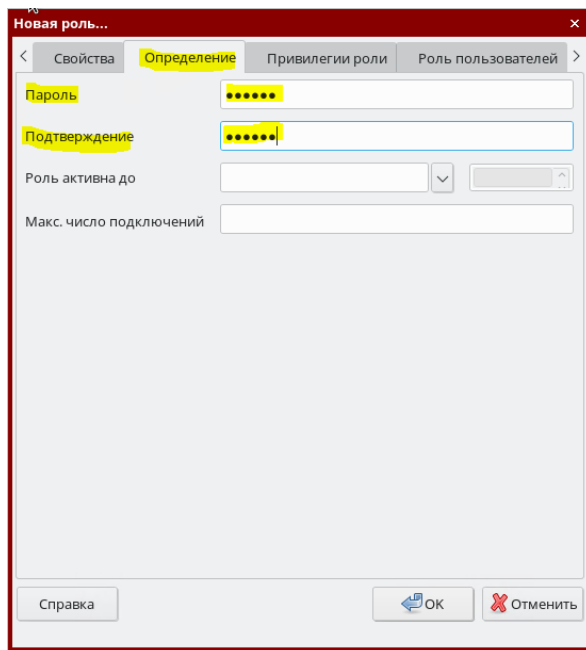 Новая роль...
Свойства Определение Привилегии роли Роль пользователей
Пароль ••••••
Подтверждение ••••••
Роль активна до
Макс. число подключений
Справка OK Отменить